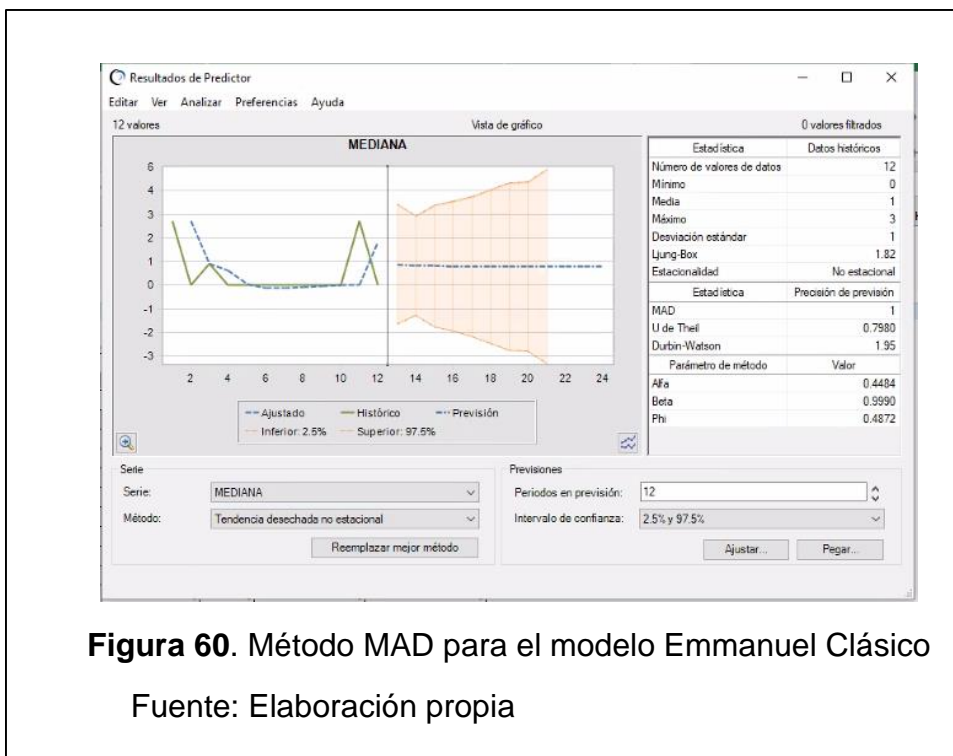 Resultados de Predictor
Editar Ver Analizar Preferencias Ayuda
12 valores Vista de gráfico 0 valores filtrados
MEDIANA
6
4
3
2
1
0
-1
-2
-3
2 4 6 8 10 12 14 16 18 20 22 24
Ajustado Histórico Previsión
Inferior: 2.5% Superior: 97.5%
Estadística Datos históricos
Número de valores de datos 12
Mínimo 0
Media 1
Máximo 3
Desviación estándar 1
Ljung-Box 1.82
Estacionalidad No estacional
Estadística Precisión de previsión
MAD 1
U de Theil 0.7980
Durbin-Watson 1.95
Parámetro de método Valor
Alfa 0.4484
Beta 0.9990
Phi 0.4872
Serie
Serie: MEDIANA
Método: Tendencia desechada no estacional
Reemplazar mejor método
Previsiones
Periodos en previsión: 12
Intervalo de confianza: 2.5% y 97.5%
Ajustar... Pegar...
Figura 60. Método MAD para el modelo Emmanuel Clásico
Fuente: Elaboración propia